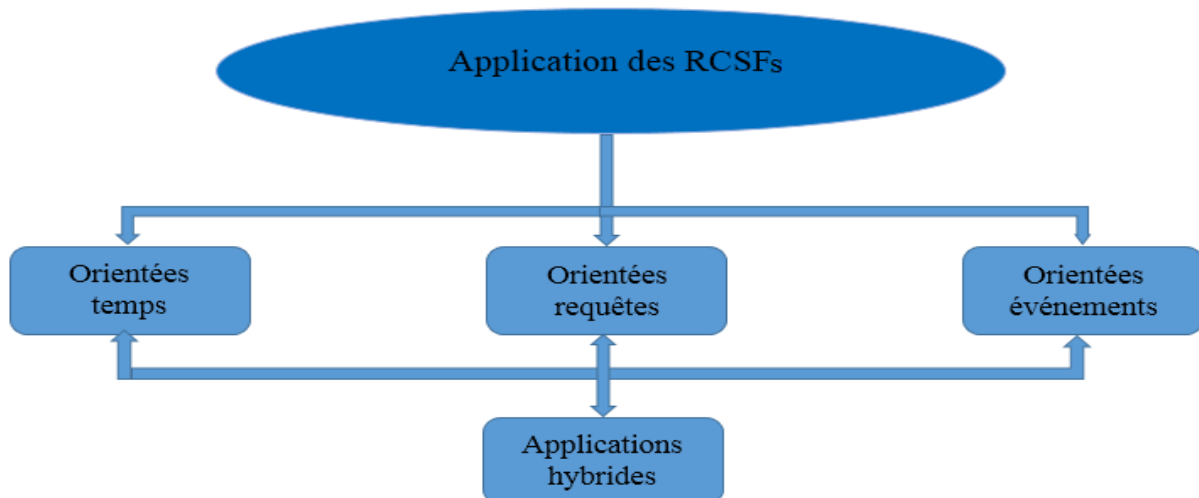 Application des RCSFs
Orientées
temps
Orientées
requêtes
Orientées
événements
Applications
hybrides